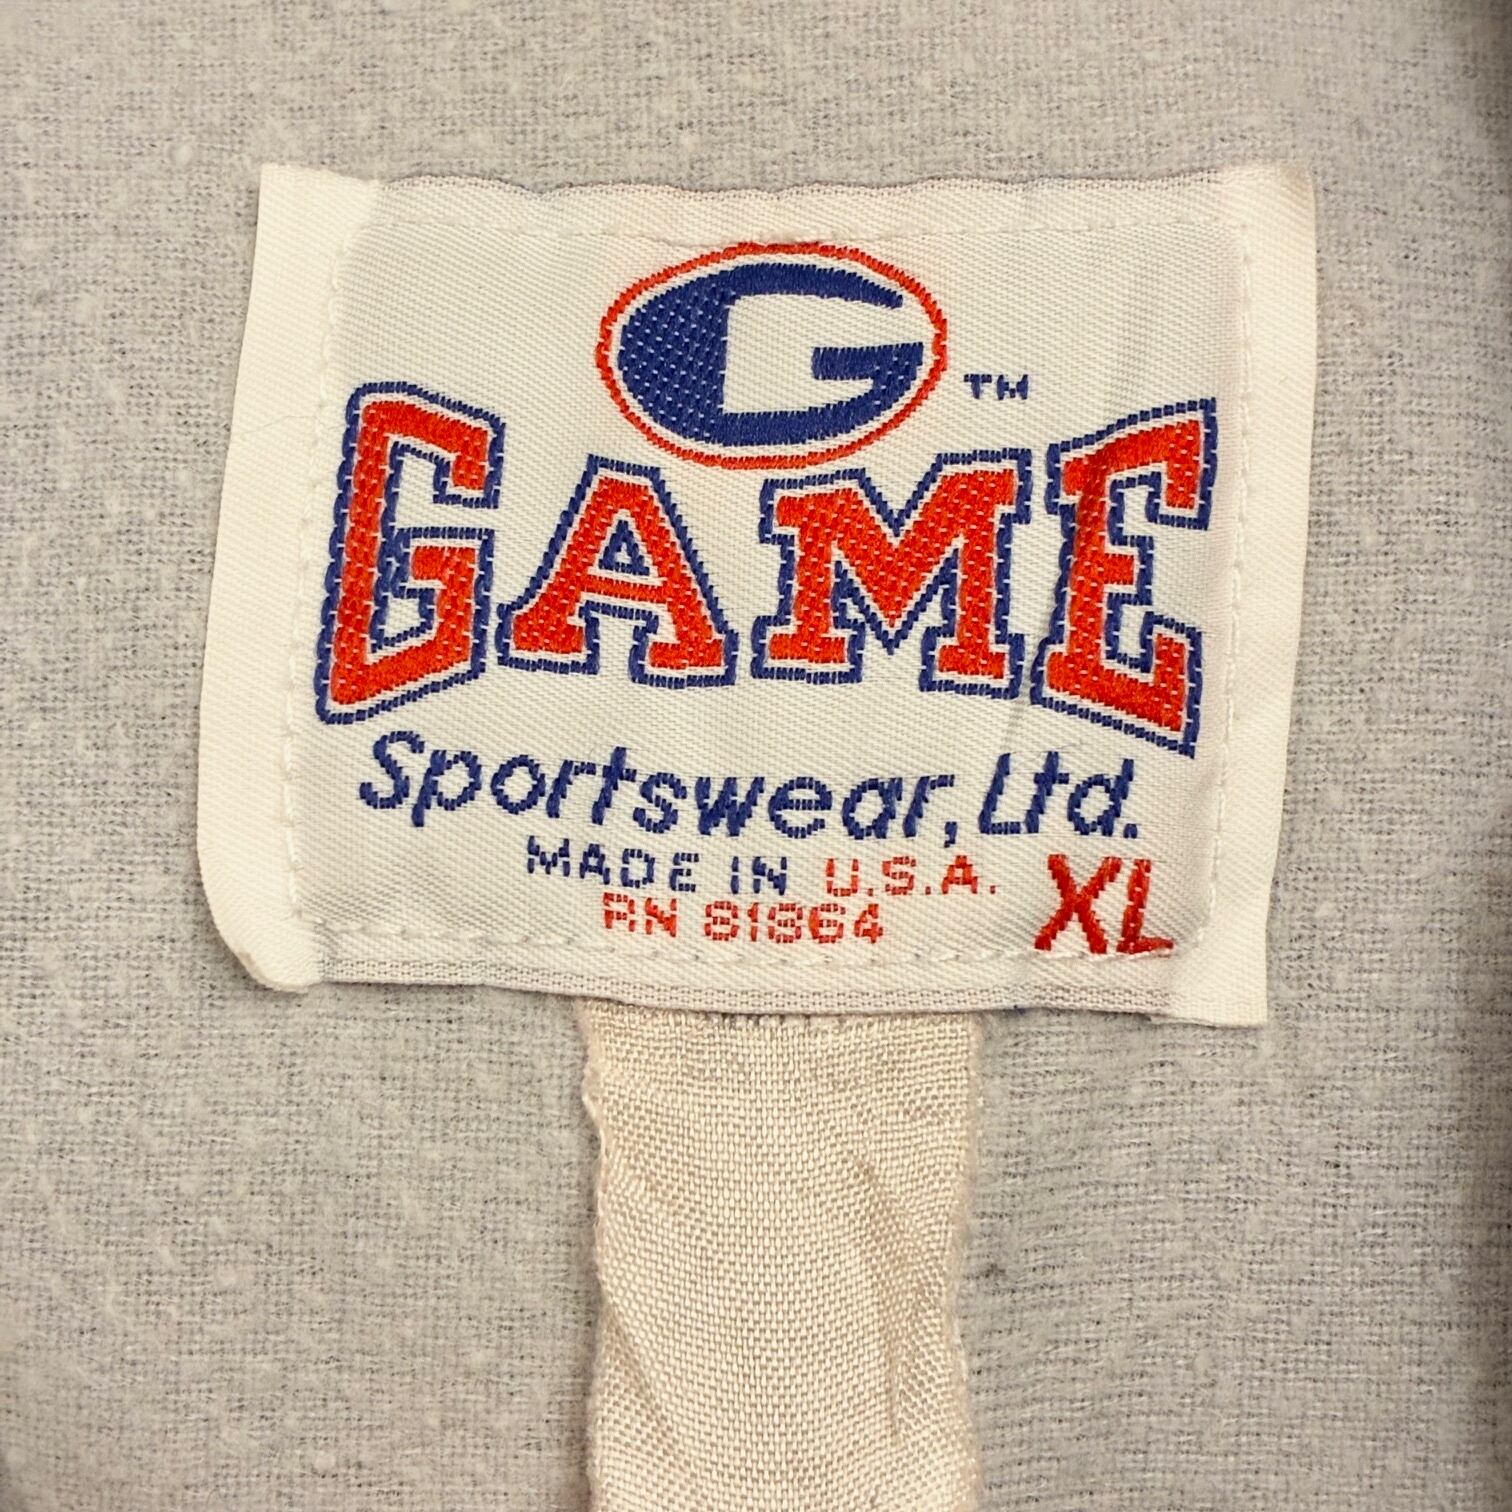 G ™
GAME
Sportswear, Ltd.
MADE IN U.S.A.
RN 81864
XL